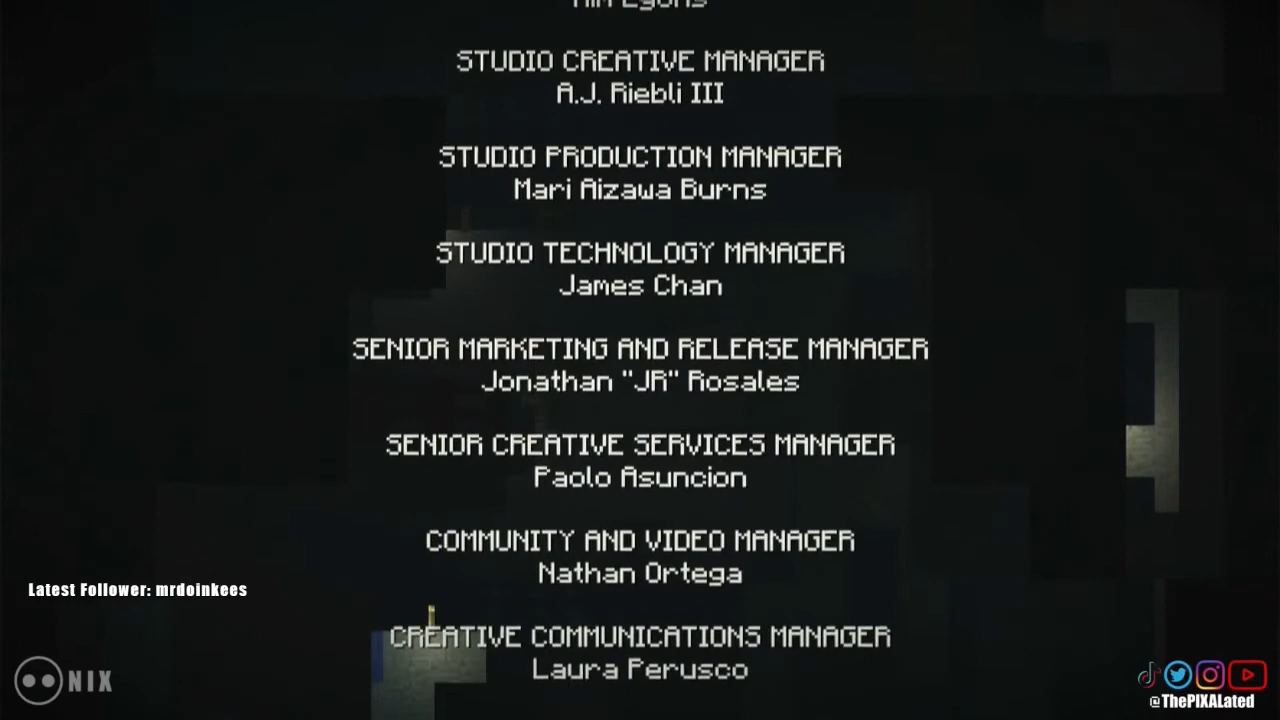 STUDIO CREATIVE MANAGER
A.J. Riebli III
STUDIO PRODUCTION MANAGER
Mari Aizawa Burns
STUDIO TECHNOLOGY MANAGER
James Chan
SENIOR MARKETING AND RELEASE MANAGER
Jonathan "JR" Rosales
SENIOR CREATIVE SERVICES MANAGER
Paolo Asuncion
COMMUNITY AND VIDEO MANAGER
Nathan Ortega
Latest Follower: mrdoinkees
CREATIVE COMMUNICATIONS MANAGER
Laura Perusco
NIX
@ThePIXALated